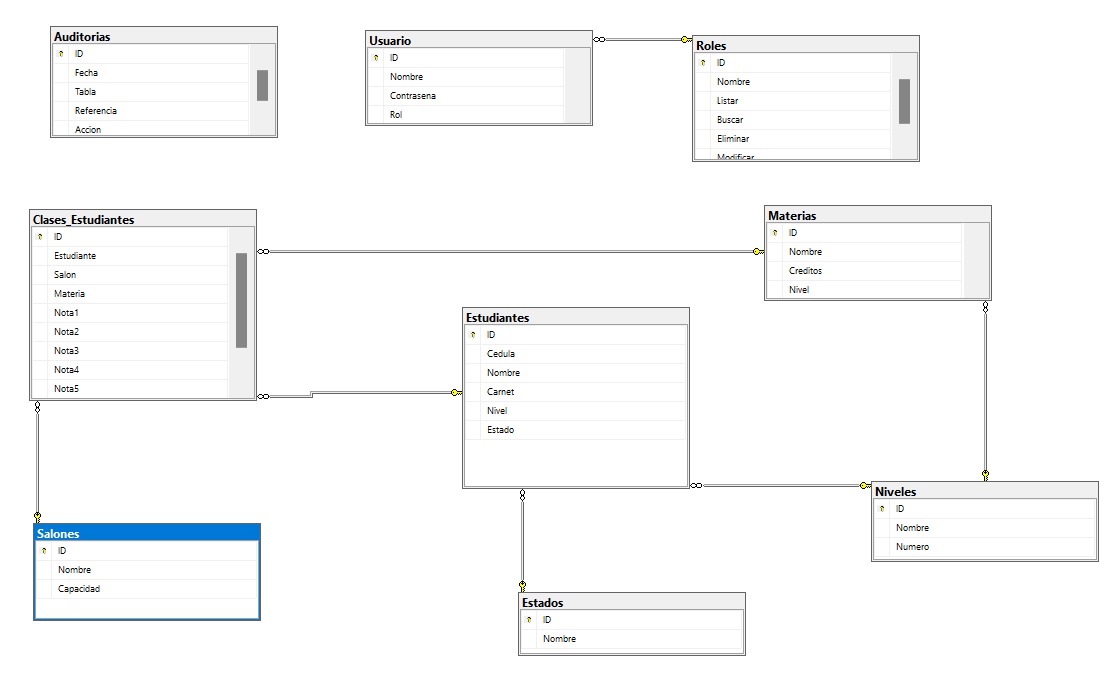 Auditorias
ID
Fecha
Tabla
Referencia
Accion
Usuario
ID
Nombre
Contrasena
Rol
Roles
ID
Nombre
Listar
Buscar
Eliminar
Modificar
Clases_Estudiantes
ID
Estudiante
Salon
Materia
Nota1
Nota2
Nota3
Nota4
Nota5
Materias
ID
Nombre
Creditos
Nivel
Estudiantes
ID
Cedula
Nombre
Carnet
Nivel
Estado
Niveles
ID
Nombre
Numero
Salones
ID
Nombre
Capacidad
Estados
ID
Nombre